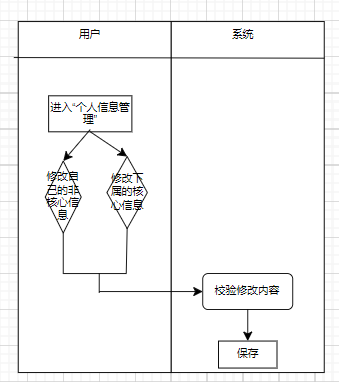 用户
系统
进入“个人信息管
理”
修改自
己的非
核心信
息
修改下
属的核
心信息
校验修改内容
保存